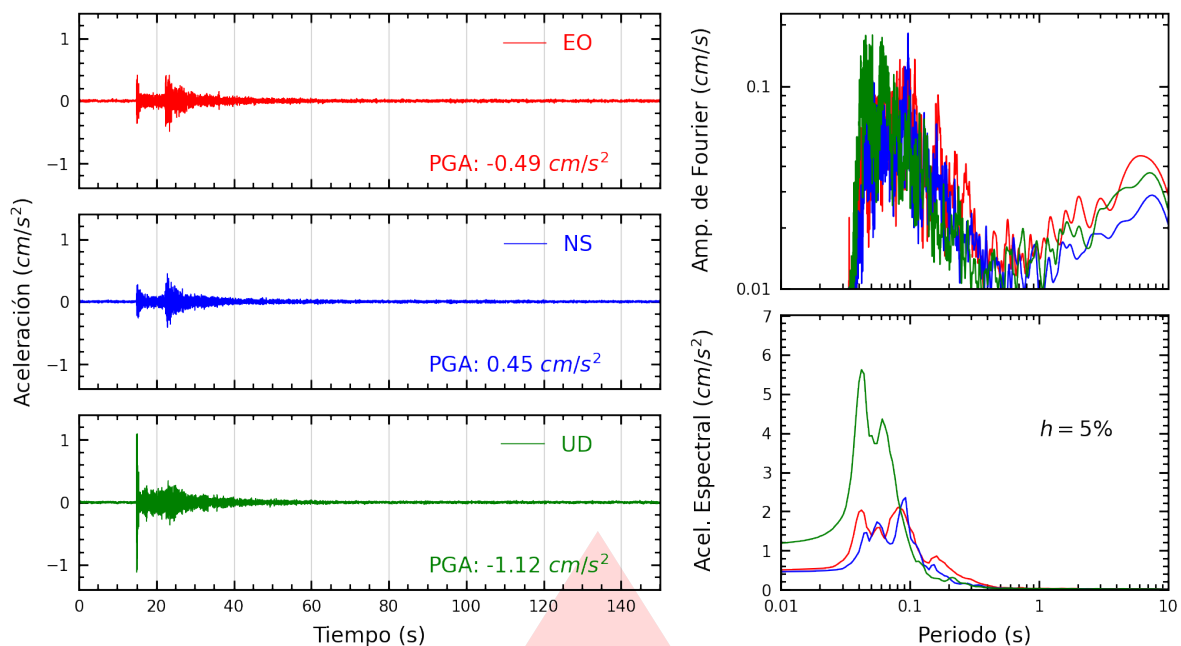 Aceleración (cm/s²)
1
0
−1
EO
PGA: -0.49 cm/s²
1
0
−1
NS
PGA: 0.45 cm/s²
1
0
−1
UD
PGA: -1.12 cm/s²
0 20 40 60 80 100 120 140
Tiempo (s)
Amp. de Fourier (cm/s)
0.1
0.01
Acel. Espectral (cm/s²)
7
6
5
4
3
2
1
0
h = 5%
0.01 0.1 1 10
Periodo (s)